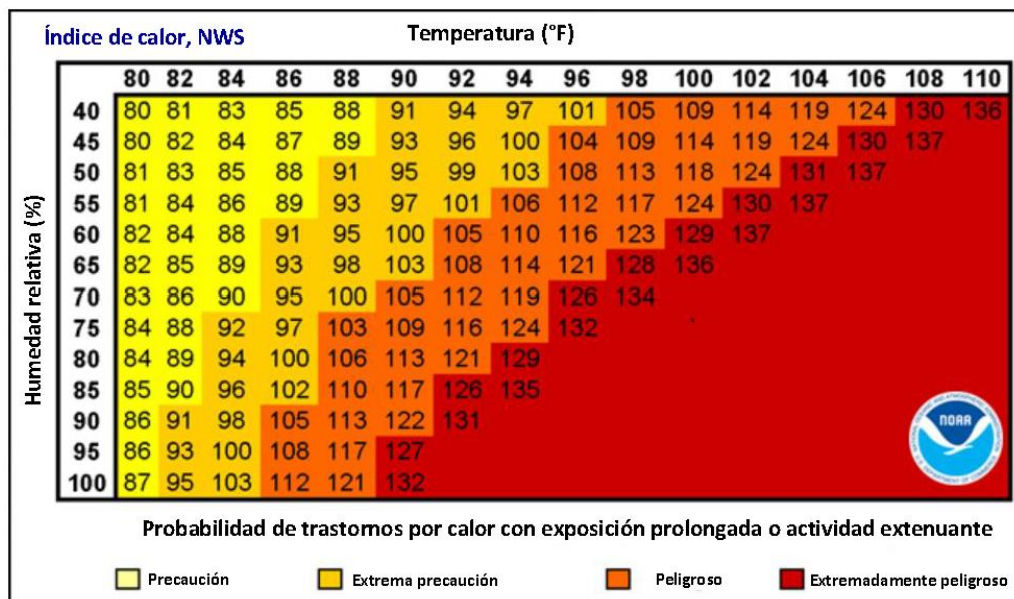 Índice de calor, NWS
Temperatura (°F)
80 82 84 86 88 90 92 94 96 98 100 102 104 106 108 110
Humedad relativa (%)
40 80 81 83 85 88 91 94 97 101 105 109 114 119 124 130 136
45 80 82 84 87 89 93 96 100 104 109 114 119 124 130 137
50 81 83 85 88 91 95 99 103 108 113 118 124 131 137
55 81 84 86 89 93 97 101 106 112 117 124 130 137
60 82 84 88 91 95 100 105 110 116 123 129 137
65 82 85 89 93 98 103 108 114 121 128 136
70 83 86 90 95 100 105 112 119 126 134
75 84 88 92 97 103 109 116 124 132
80 84 89 94 100 106 113 121 129
85 85 90 96 102 110 117 126 135
90 86 91 98 105 113 122 131
95 86 93 100 108 117 127
100 87 95 103 112 121 132
NOAA
Probabilidad de trastornos por calor con exposición prolongada o actividad extenuante
Precaución
Extrema precaución
Peligroso
Extremadamente peligroso